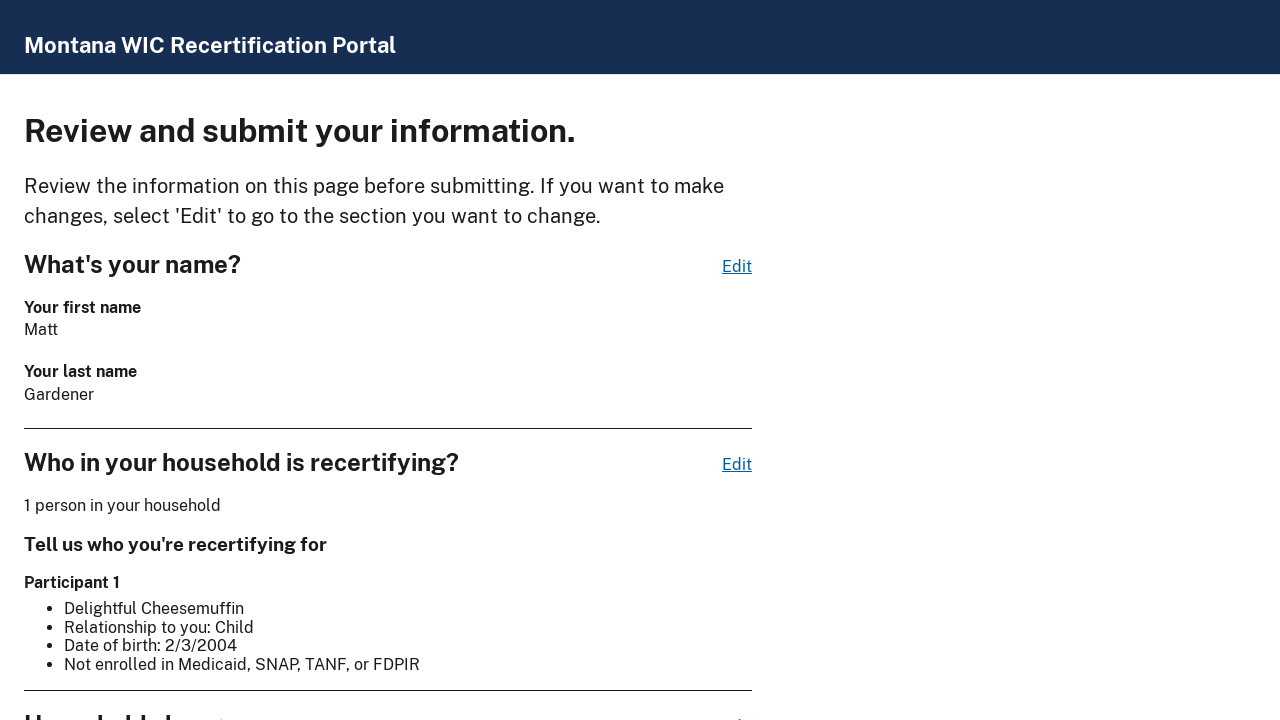 Montana WIC Recertification Portal
Review and submit your information.
Review the information on this page before submitting. If you want to make
changes, select 'Edit' to go to the section you want to change.
What's your name?
Edit
Your first name
Matt
Your last name
Gardener
Who in your household is recertifying?
Edit
1 person in your household
Tell us who you're recertifying for
Participant 1
• Delightful Cheesemuffin
• Relationship to you: Child
• Date of birth: 2/3/2004
• Not enrolled in Medicaid, SNAP, TANF, or FDPIR